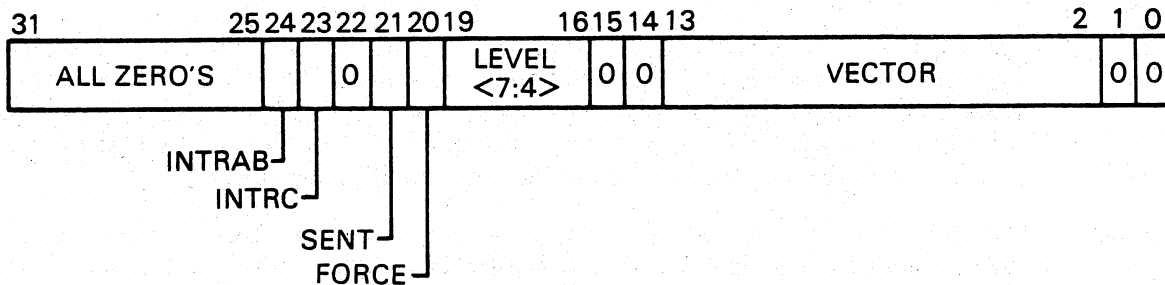 31 25 24 23 22 21 20 19 16 15 14 13 2 1 0
ALL ZERO'S 0 LEVEL <7:4> 0 0 VECTOR 0 0
INTRAB
INTRC
SENT
FORCE